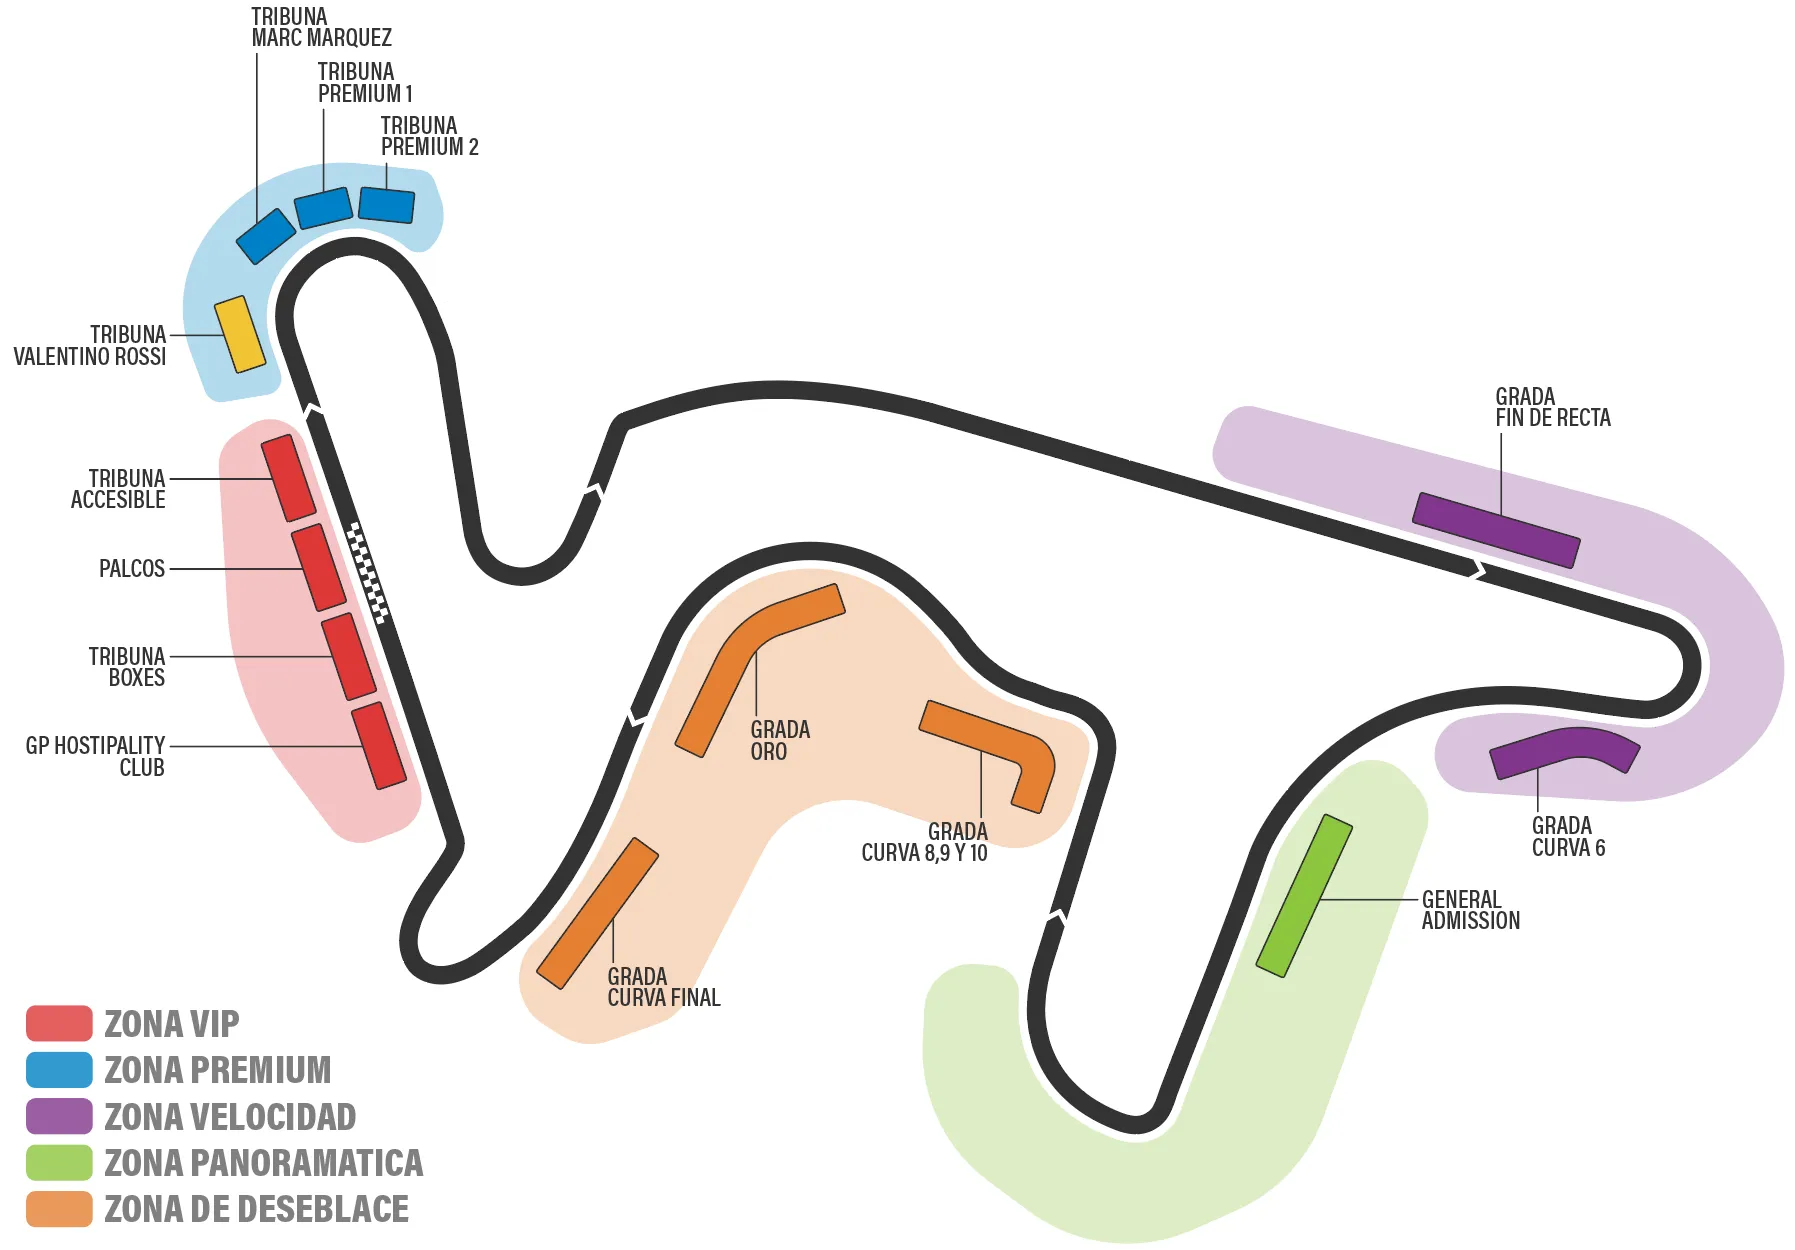 TRIBUNA
MARC MARQUEZ
TRIBUNA
PREMIUM 1
TRIBUNA
PREMIUM 2
TRIBUNA
VALENTINO ROSSI
TRIBUNA
ACCESIBLE
PALCOS
TRIBUNA
BOXES
GP HOSTIPALITY
CLUB
GRADA
FIN DE RECTA
GRADA
ORO
GRADA
CURVA 8,9 Y 10
GRADA
CURVA 6
GENERAL
ADMISSION
GRADA
CURVA FINAL
ZONA VIP
ZONA PREMIUM
ZONA VELOCIDAD
ZONA PANORAMATICA
ZONA DE DESEBLACE